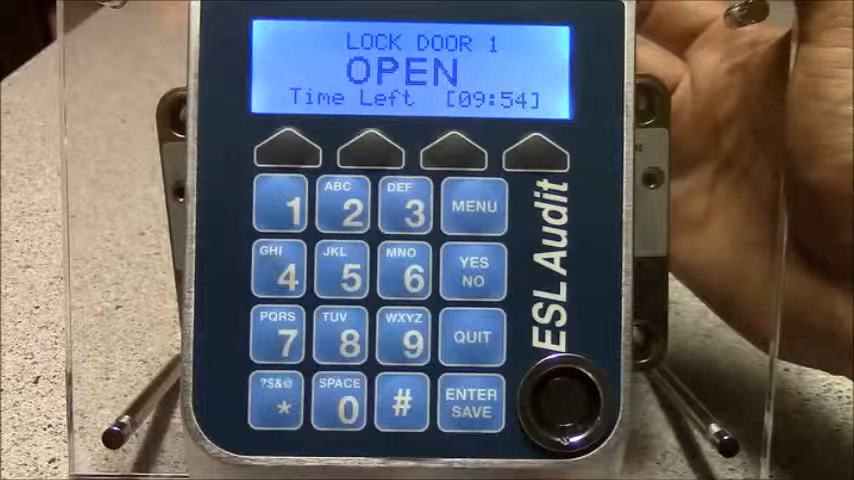 LOCK DOOR 1
OPEN
Time Left [09:54]
1
ABC 2
DEF 3
MENU
GHI 4
JKL 5
MNO 6
YES NO
PQRS 7
TUV 8
WXYZ 9
QUIT
?$&@ *
SPACE 0
#
ENTER SAVE
ESL Audit